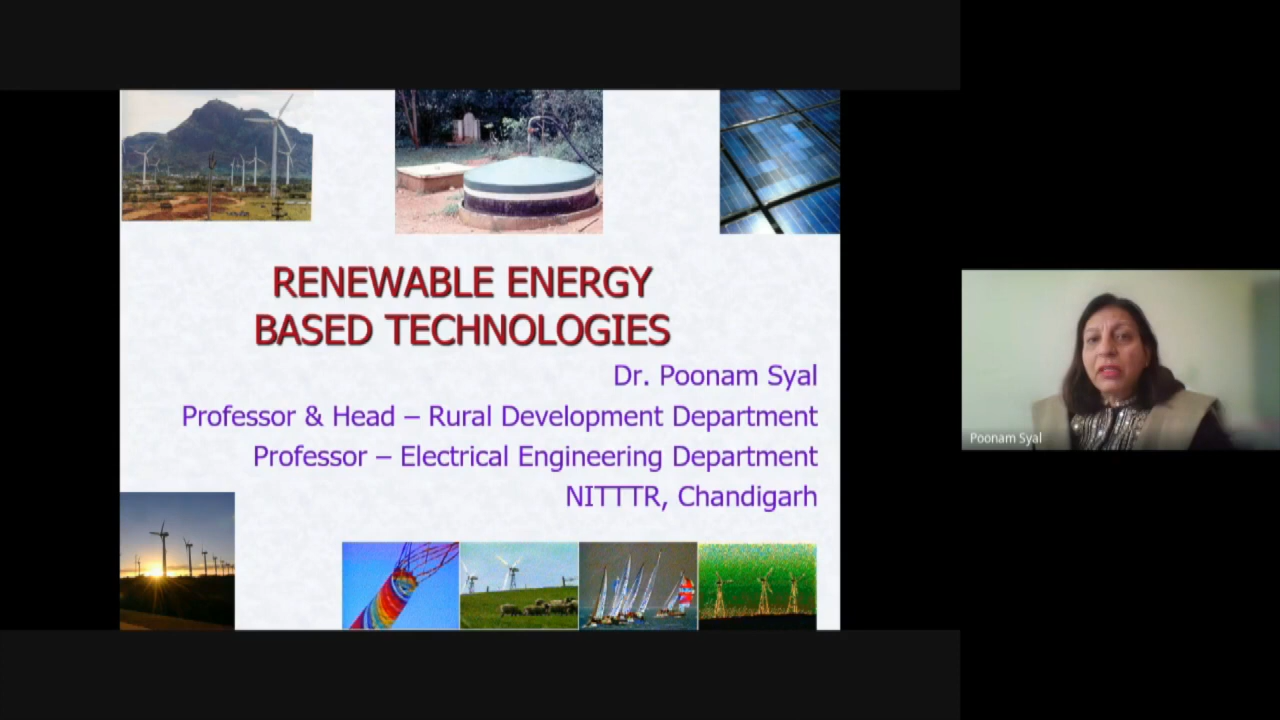 RENEWABLE ENERGY
BASED TECHNOLOGIES
Dr. Poonam Syal
Professor & Head – Rural Development Department
Professor – Electrical Engineering Department
NITTTR, Chandigarh
Poonam Syal